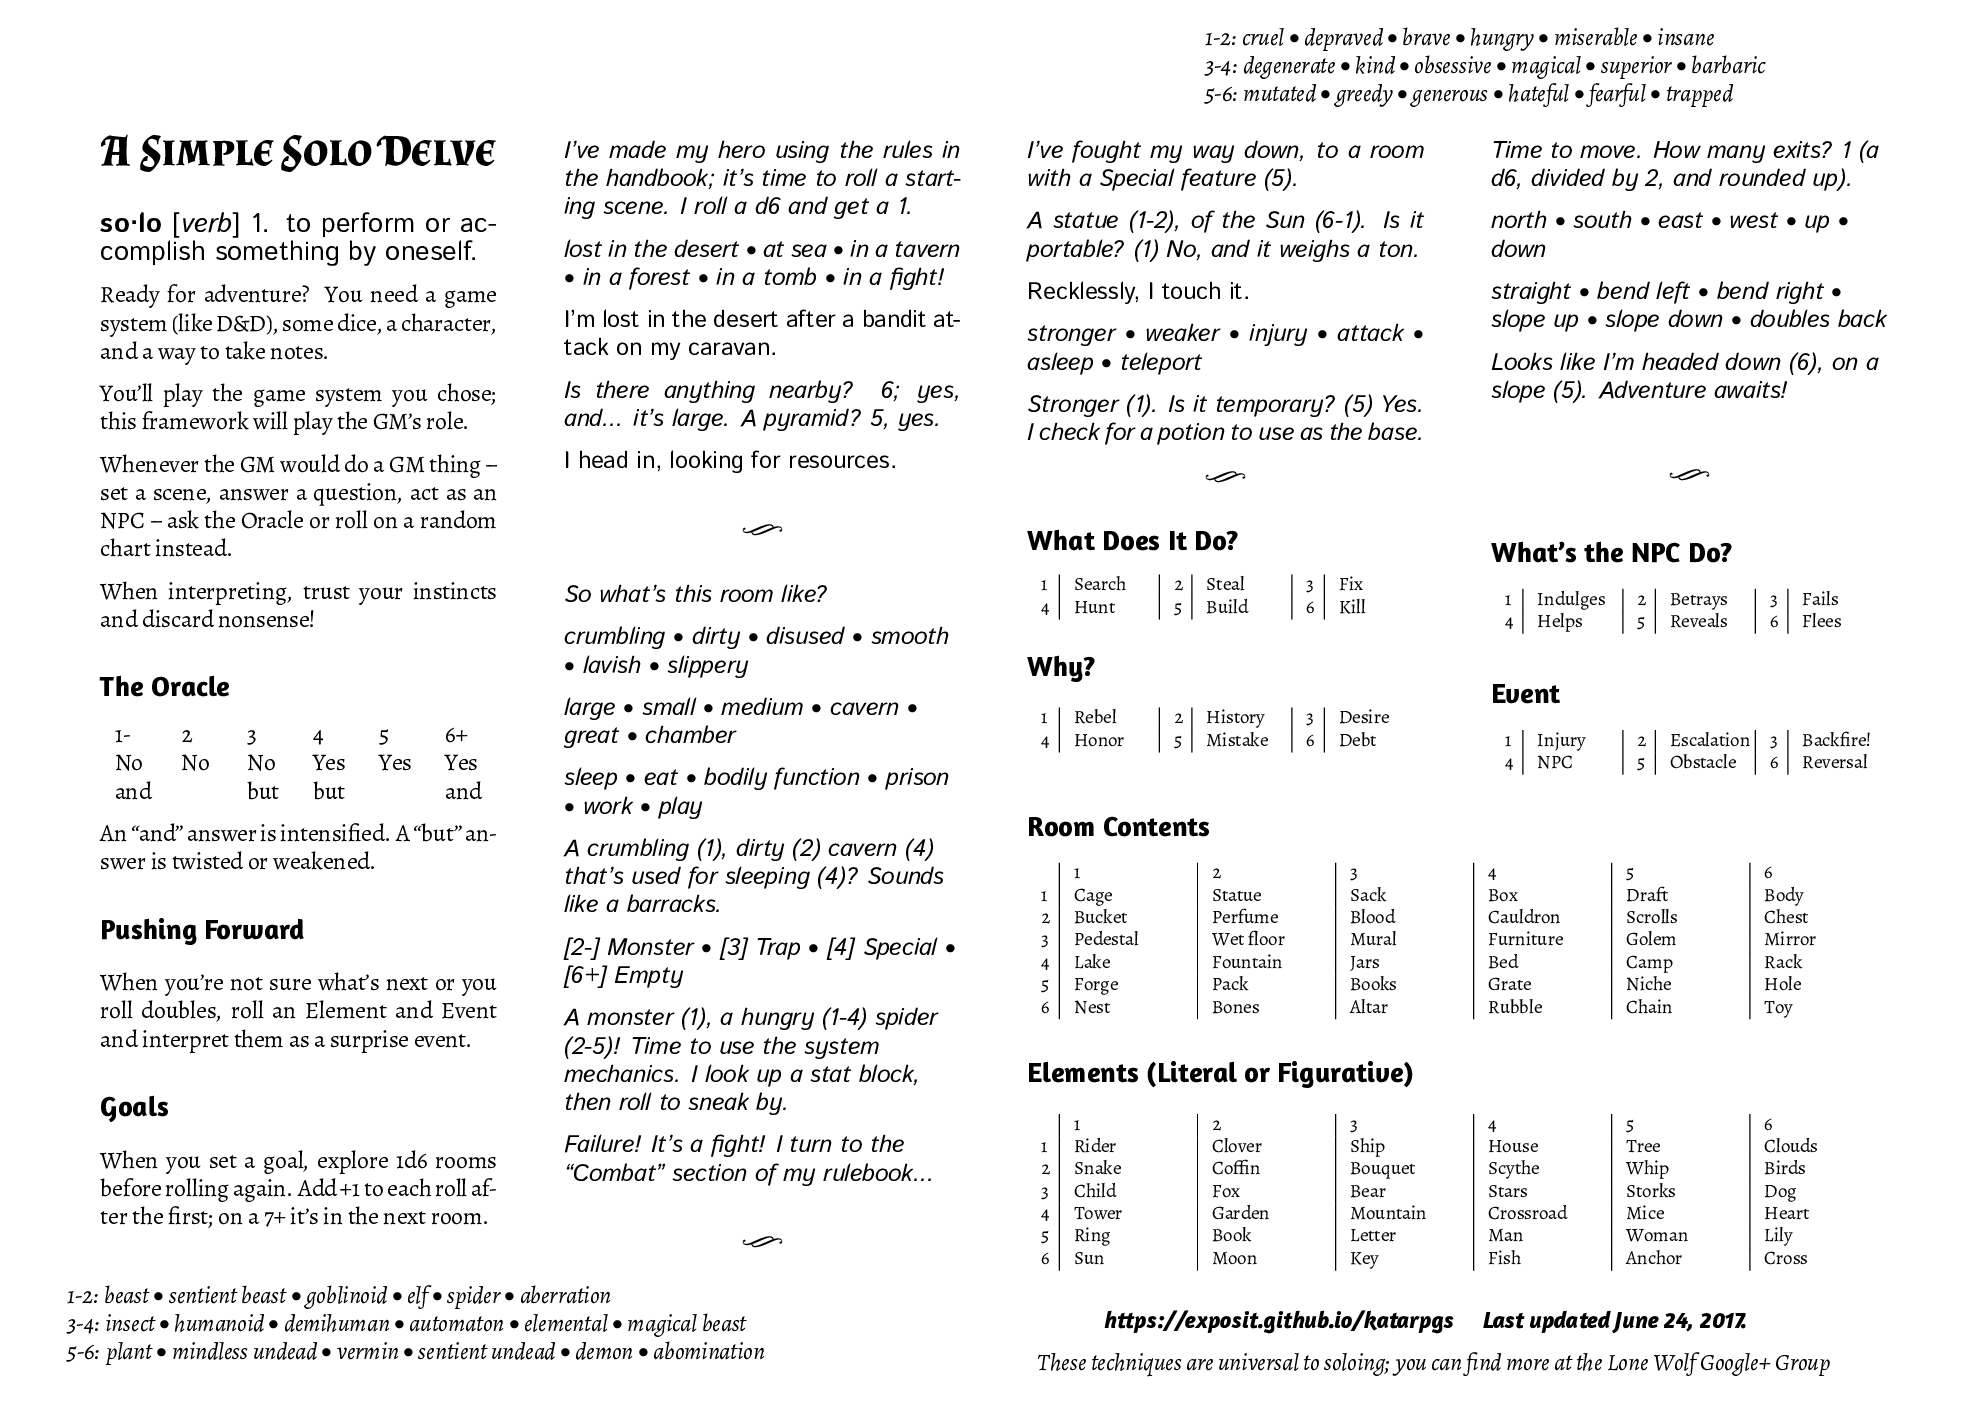 1-2: cruel • depraved • brave • hungry • miserable • insane
3-4: degenerate • kind • obsessive • magical • superior • barbaric
5-6: mutated • greedy • generous • hateful • fearful • trapped
A Simple Solo Delve
so·lo [verb] 1. to perform or ac-
complish something by oneself.
Ready for adventure? You need a game
system (like D&D), some dice, a character,
and a way to take notes.
You'll play the game system you chose;
this framework will play the GM's role.
Whenever the GM would do a GM thing –
set a scene, answer a question, act as an
NPC – ask the Oracle or roll on a random
chart instead.
When interpreting, trust your instincts
and discard nonsense!
The Oracle
1- 2 3 4 5 6+
No No No Yes Yes Yes
and but but and
An “and” answer is intensified. A “but” an-
swer is twisted or weakened.
Pushing Forward
When you're not sure what's next or you
roll doubles, roll an Element and Event
and interpret them as a surprise event.
Goals
When you set a goal, explore 1d6 rooms
before rolling again. Add +1 to each roll af-
ter the first; on a 7+ it's in the next room.
1-2: beast • sentient beast • goblinoid • elf • spider • aberration
3-4: insect • humanoid • demihuman • automaton • elemental • magical beast
5-6: plant • mindless undead • vermin • sentient undead • demon • abomination
I've made my hero using the rules in
the handbook; it's time to roll a start-
ing scene. I roll a d6 and get a 1.
lost in the desert • at sea • in a tavern
• in a forest • in a tomb • in a fight!
I'm lost in the desert after a bandit at-
tack on my caravan.
Is there anything nearby? 6; yes,
and... it's large. A pyramid? 5, yes.
I head in, looking for resources.
So what's this room like?
crumbling • dirty • disused • smooth
• lavish • slippery
large • small • medium • cavern •
great • chamber
sleep • eat • bodily function • prison
• work • play
A crumbling (1), dirty (2) cavern (4)
that's used for sleeping (4)? Sounds
like a barracks.
[2-] Monster • [3] Trap • [4] Special •
[6+] Empty
A monster (1), a hungry (1-4) spider
(2-5)! Time to use the system
mechanics. I look up a stat block,
then roll to sneak by.
Failure! It's a fight! I turn to the
“Combat” section of my rulebook...
I've fought my way down, to a room
with a Special feature (5).
A statue (1-2), of the Sun (6-1). Is it
portable? (1) No, and it weighs a ton.
Recklessly, I touch it.
stronger • weaker • injury • attack •
asleep • teleport
Stronger (1). Is it temporary? (5) Yes.
I check for a potion to use as the base.
Time to move. How many exits? 1 (a
d6, divided by 2, and rounded up).
north • south • east • west • up •
down
straight • bend left • bend right •
slope up • slope down • doubles back
Looks like I'm headed down (6), on a
slope (5). Adventure awaits!
What Does It Do?
1 Search 2 Steal 3 Fix
4 Hunt 5 Build 6 Kill
Why?
1 Rebel 2 History 3 Desire
4 Honor 5 Mistake 6 Debt
What's the NPC Do?
1 Indulges 2 Betrays 3 Fails
4 Helps 5 Reveals 6 Flees
Event
1 Injury 2 Escalation 3 Backfire!
4 NPC 5 Obstacle 6 Reversal
Room Contents
1 2 3 4 5 6
1 Cage Statue Sack Box Draft Body
2 Bucket Perfume Blood Cauldron Scrolls Chest
3 Pedestal Wet floor Mural Furniture Golem Mirror
4 Lake Fountain Jars Bed Camp Rack
5 Forge Pack Books Grate Niche Hole
6 Nest Bones Altar Rubble Chain Toy
Elements (Literal or Figurative)
1 2 3 4 5 6
1 Rider Clover Ship House Tree Clouds
2 Snake Coffin Bouquet Scythe Whip Birds
3 Child Fox Bear Stars Storks Dog
4 Tower Garden Mountain Crossroad Mice Heart
5 Ring Book Letter Man Woman Lily
6 Sun Moon Key Fish Anchor Cross
https://exposit.github.io/katarpgs Last updated June 24, 2017.
These techniques are universal to soloing; you can find more at the Lone Wolf Google+ Group